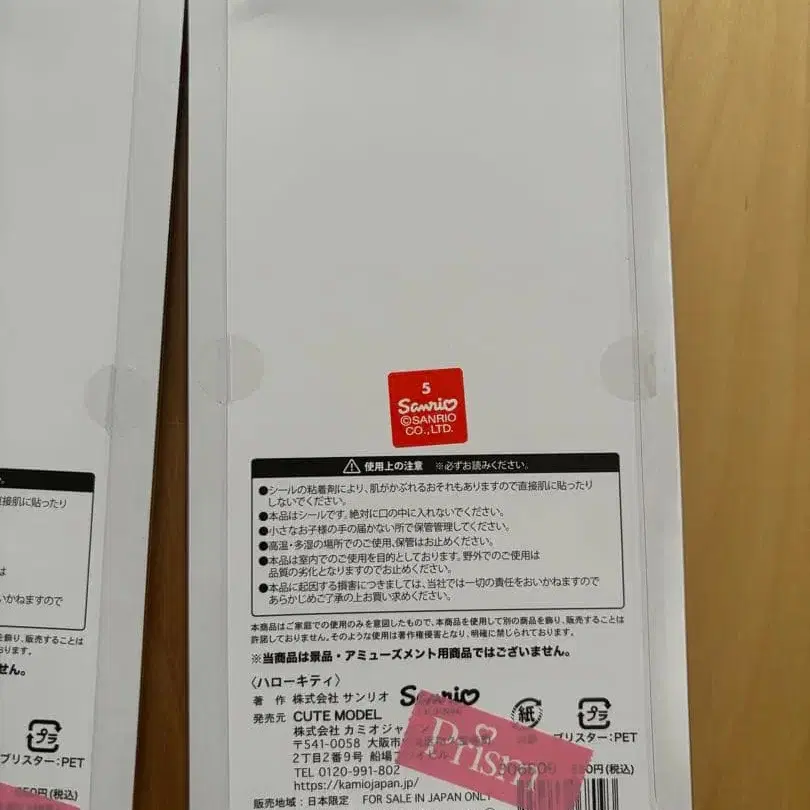 5
Sanrio
©SANRIO
CO.,LTD.
使用上の注意 ※必ずお読みください。
●シールの粘着剤により、肌がかぶれるおそれもありますので直接肌に貼ったり
しないでください。
●本品はシールです。絶対に口の中に入れないでください。
●小さなお子様の手の届かない所で保管管理してください。
●高温・多湿の場所でのご使用、保管はお止めください。
●本品は室内でのご使用を目的としております。野外でのご使用は
品質の劣化となりますのでお止めください。
●本品に起因する損害につきましては、当社では一切の責任をおいかねますので
あらかじめご了承の上お買い求めください。
本商品はご家庭での使用のみを意図したもので、本商品を使用して別の商品を飾り、販売することは
許諾しておりません。そのような使用は著作権侵害となり、明確に禁じられております。
※当商品は景品・アミューズメント用商品ではございません。
〈ハローキティ〉
著 作 株式会社 サンリオ Sanrio
発売元 CUTE MODEL
株式会社 カミオジャ
〒541-0058 大阪市
2丁目2番9号 船場
TEL 0120-991-802
https://kamiojapan.jp/
販売地域：日本限定 FOR SALE IN JAPAN ONLY
紙
プラ
ブリスター：PET
円(税込)
Prism
直接肌に貼ったり
は
いかねますので
を飾り、販売することは
ります。
せん。
プラ
ブリスター：PET
円(税込)